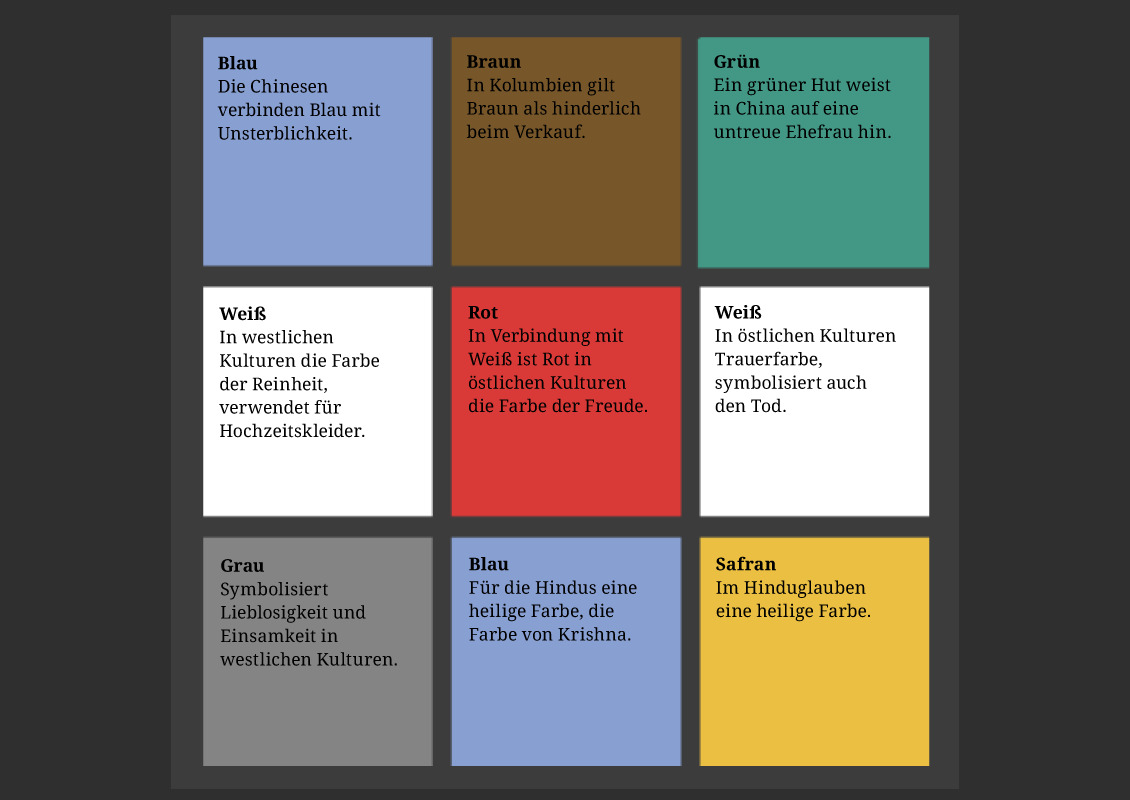 Blau
Die Chinesen
verbinden Blau mit
Unsterblichkeit.
Braun
In Kolumbien gilt
Braun als hinderlich
beim Verkauf.
Grün
Ein grüner Hut weist
in China auf eine
untreue Ehefrau hin.
Weiß
In westlichen
Kulturen die Farbe
der Reinheit,
verwendet für
Hochzeitskleider.
Rot
In Verbindung mit
Weiß ist Rot in
östlichen Kulturen
die Farbe der Freude.
Weiß
In östlichen Kulturen
Trauerfarbe,
symbolisiert auch
den Tod.
Grau
Symbolisiert
Lieblosigkeit und
Einsamkeit in
westlichen Kulturen.
Blau
Für die Hindus eine
heilige Farbe, die
Farbe von Krishna.
Safran
Im Hinduglauben
eine heilige Farbe.